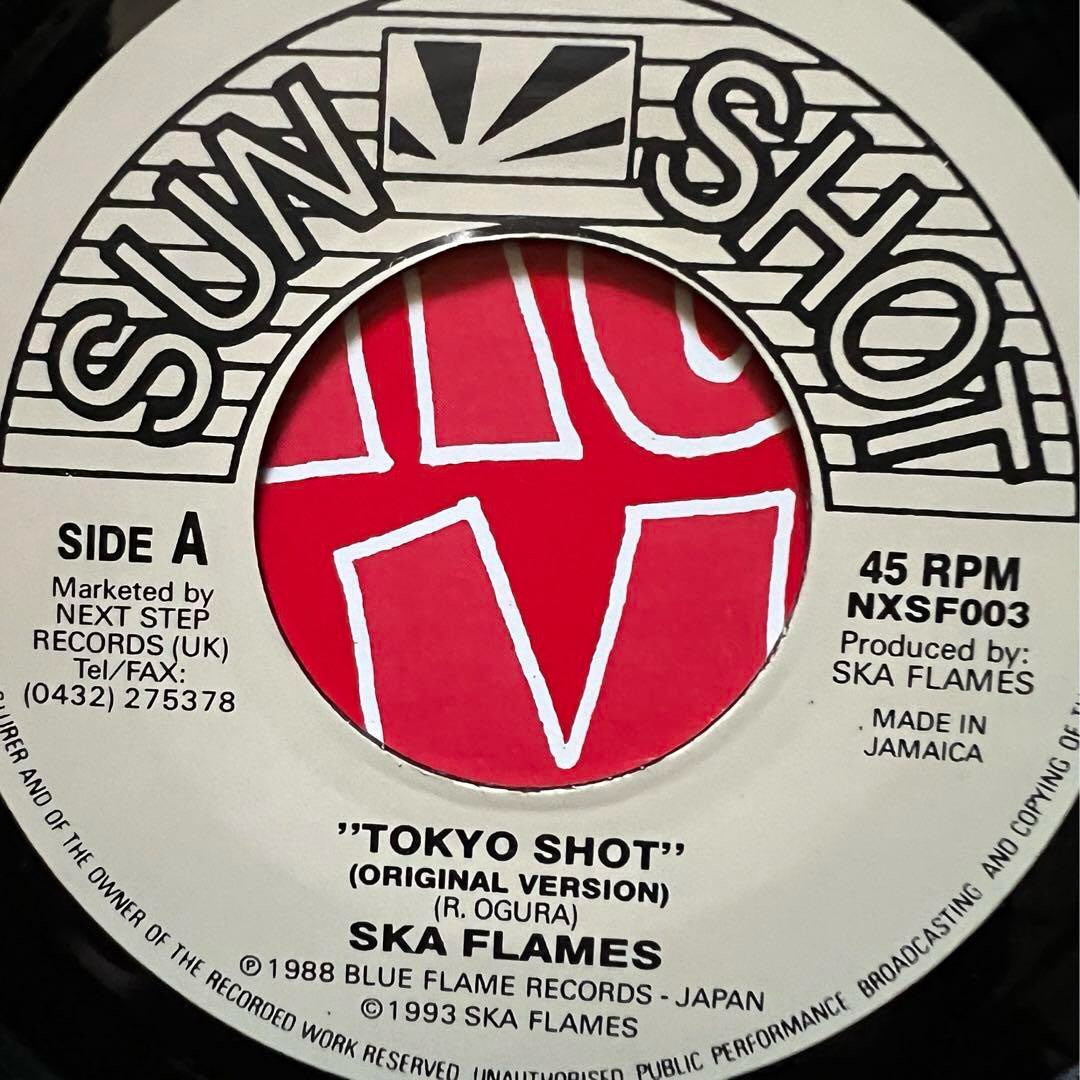 SUN SHOT
SIDE A
Marketed by
NEXT STEP
RECORDS (UK)
Tel/FAX:
(0432) 275378
45 RPM
NXSF003
Produced by:
SKA FLAMES
MADE IN
JAMAICA
"TOKYO SHOT"
(ORIGINAL VERSION)
(R. OGURA)
SKA FLAMES
℗ 1988 BLUE FLAME RECORDS - JAPAN
© 1993 SKA FLAMES
AND OF THE OWNER OF THE RECORDED WORK RESERVED UNAUTHORISED PUBLIC PERFORMANCE BROADCASTING AND COPYING OF